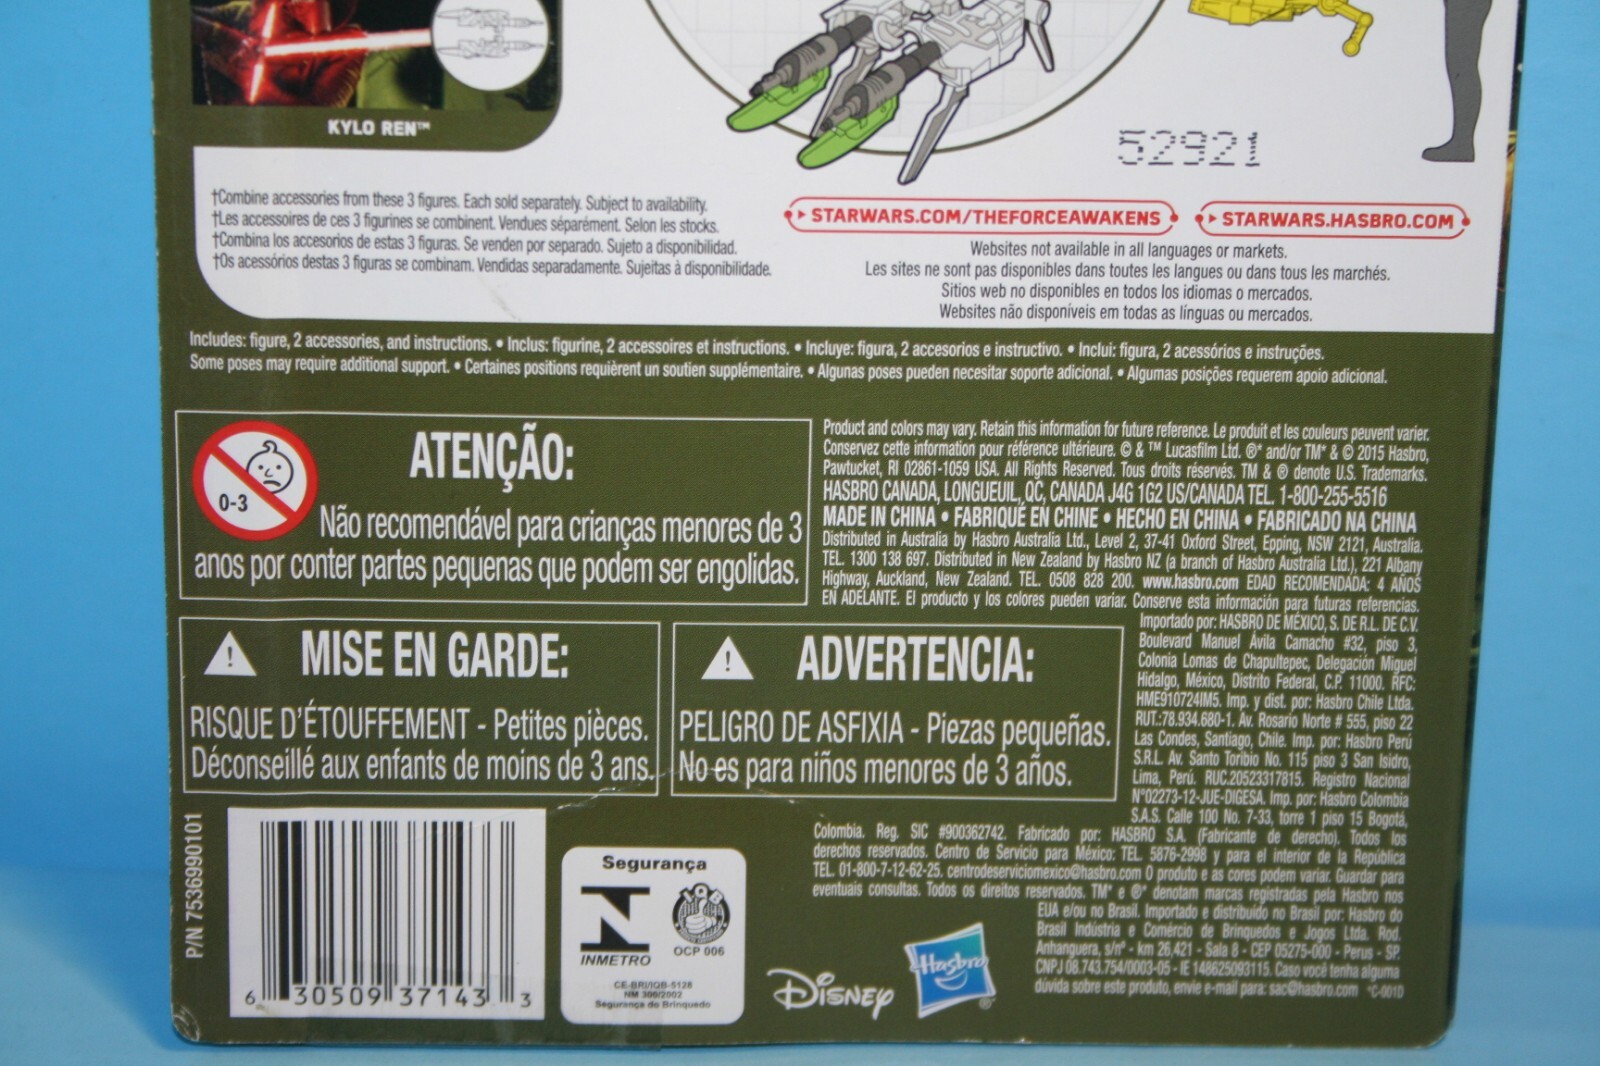 KYLO REN™
52921
†Combine accessories from these 3 figures. Each sold separately. Subject to availability.
†Les accessoires de ces 3 figurines se combinent. Vendues séparément. Selon les stocks.
†Combina los accesorios de estas 3 figuras. Se venden por separado. Sujeto a disponibilidad.
†Os acessórios destas 3 figuras se combinam. Vendidas separadamente. Sujeitas à disponibilidade.
STARWARS.COM/THEFORCEAWAKENS
STARWARS.HASBRO.COM
Websites not available in all languages or markets.
Les sites ne sont pas disponibles dans toutes les langues ou dans tous les marchés.
Sitios web no disponibles en todos los idiomas o mercados.
Websites não disponíveis em todas as línguas ou mercados.
Includes: figure, 2 accessories, and instructions. • Inclus: figurine, 2 accessoires et instructions. • Incluye: figura, 2 accesorios e instructivo. • Inclui: figura, 2 acessórios e instruções.
Some poses may require additional support. • Certaines positions requièrent un soutien supplémentaire. • Algunas poses pueden necesitar soporte adicional. • Algumas posições requerem apoio adicional.
0-3
ATENÇÃO:
Não recomendável para crianças menores de 3
anos por conter partes pequenas que podem ser engolidas.
Product and colors may vary. Retain this information for future reference. Le produit et les couleurs peuvent varier.
Conservez cette information pour référence ultérieure. © & ™ Lucasfilm Ltd. ®* and/or TM* & © 2015 Hasbro,
Pawtucket, RI 02861-1059 USA. All Rights Reserved. Tous droits réservés. TM & ® denote U.S. Trademarks.
HASBRO CANADA, LONGUEUIL, QC, CANADA J4G 1G2 US/CANADA TEL. 1-800-255-5516
MADE IN CHINA • FABRIQUÉ EN CHINE • HECHO EN CHINA • FABRICADO NA CHINA
Distributed in Australia by Hasbro Australia Ltd., Level 2, 37-41 Oxford Street, Epping, NSW 2121, Australia.
TEL. 1300 138 697. Distributed in New Zealand by Hasbro NZ (a branch of Hasbro Australia Ltd.), 221 Albany
Highway, Auckland, New Zealand. TEL. 0508 828 200. www.hasbro.com EDAD RECOMENDADA: 4 AÑOS
EN ADELANTE. El producto y los colores pueden variar. Conserve esta información para futuras referencias.
Importado por: HASBRO DE MÉXICO, S. DE R.L. DE C.V.
Boulevard Manuel Ávila Camacho #32, piso 3,
Colonia Lomas de Chapultepec, Delegación Miguel
Hidalgo, México, Distrito Federal, C.P. 11000. RFC:
HME910724IM5. Imp. y dist. por: Hasbro Chile Ltda.
RUT.:78.934.680-1. Av. Rosario Norte # 555, piso 22
Las Condes, Santiago, Chile. Imp. por: Hasbro Perú
S.R.L. Av. Santo Toribio No. 115 piso 3 San Isidro,
Lima, Perú. RUC.20523317815. Registro Nacional
N°02273-12-JUE-DIGESA. Imp. por: Hasbro Colombia
S.A.S. Calle 100 No. 7-33, torre 1 piso 15 Bogotá,
Colombia. Reg. SIC #900362742. Fabricado por: HASBRO S.A. (Fabricante de derecho). Todos los
derechos reservados. Centro de Servicio para México: TEL. 5876-2998 y para el interior de la República
TEL. 01-800-7-12-62-25. centrodeserviciomexico@hasbro.com O produto e as cores podem variar. Guardar para
eventuais consultas. Todos os direitos reservados. TM* e ®* denotam marcas registradas pela Hasbro nos
EUA e/ou no Brasil. Importado e distribuído no Brasil por: Hasbro do
Brasil Indústria e Comércio de Brinquedos e Jogos Ltda. Rod.
Anhanguera, s/nº - km 26,421 - Sala 8 - CEP 05275-000 - Perus - SP.
CNPJ 08.743.754/0003-05 - IE 148625093115. Caso você tenha alguma
dúvida sobre este produto, envie e-mail para: sac@hasbro.com *C-001D
MISE EN GARDE:
RISQUE D'ÉTOUFFEMENT - Petites pièces.
Déconseillé aux enfants de moins de 3 ans.
ADVERTENCIA:
PELIGRO DE ASFIXIA - Piezas pequeñas.
No es para niños menores de 3 años.
P/N 7536990101
6 30509 37143 3
Segurança
IQB
INMETRO
OCP 006
CE-BRI/IQB-5128
NM 300/2002
Segurança do Brinquedo
Disney
Hasbro